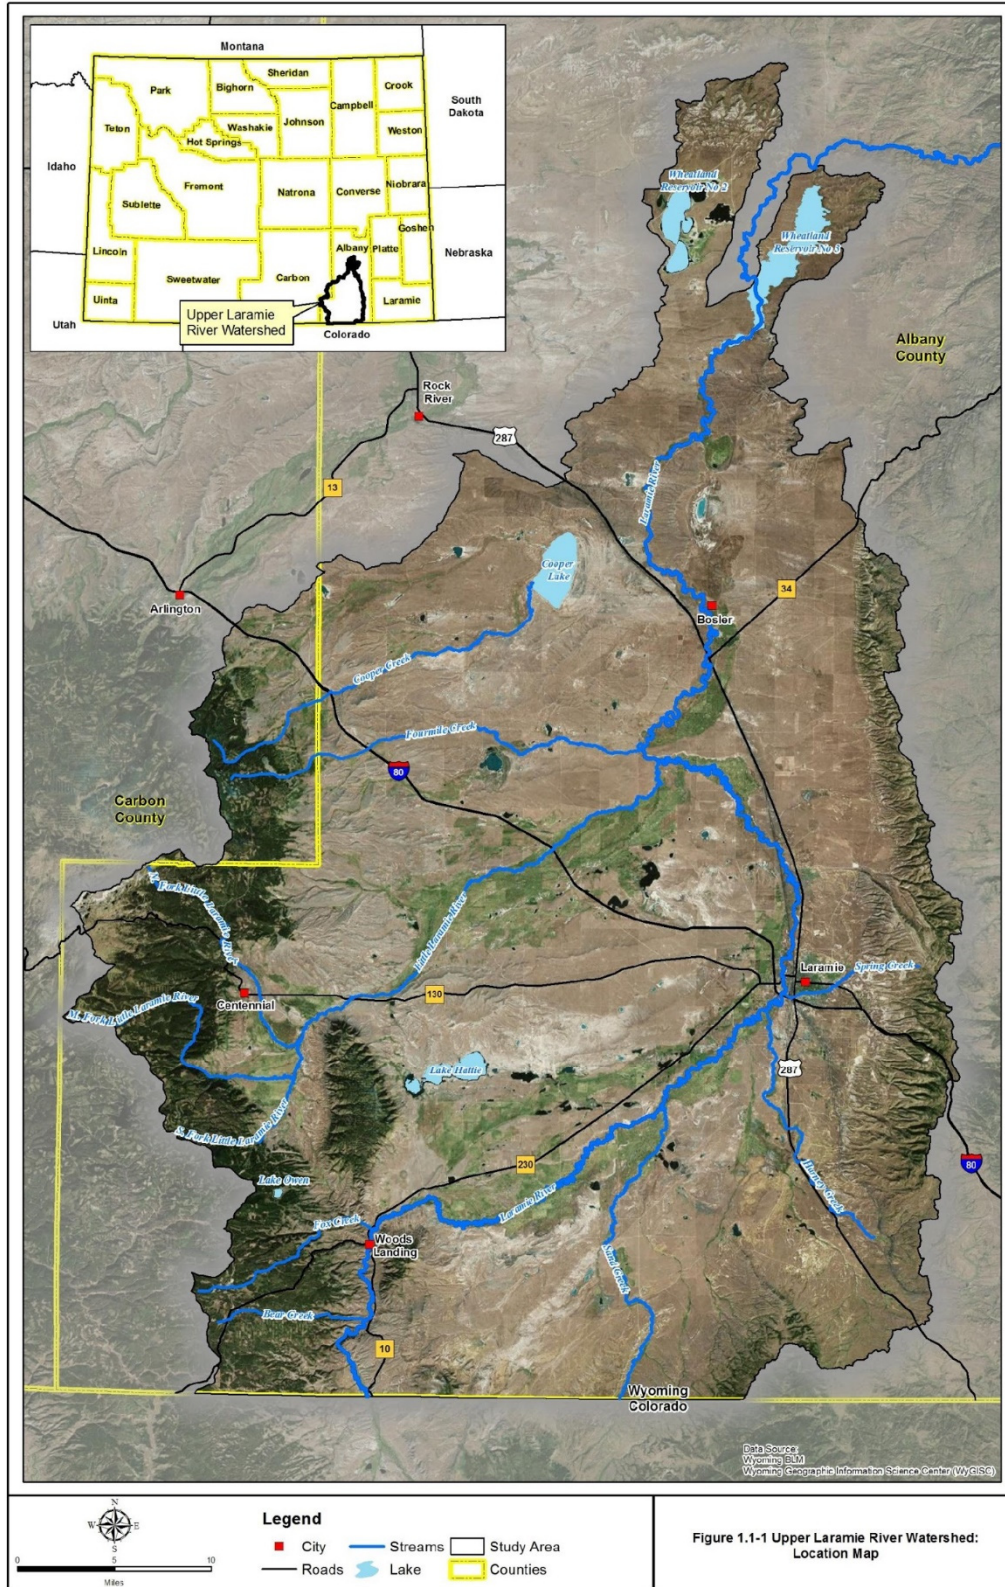 Montana
Sheridan
Park
Bighorn
Crook
Campbell
South
Dakota
Teton
Washakie
Johnson
Weston
Hot Springs
Idaho
Fremont
Natrona
Converse
Niobrara
Sublette
Goshen
Albany
Platte
Lincoln
Nebraska
Sweetwater
Carbon
Uinta
Laramie
Upper Laramie
River Watershed
Utah
Colorado
Wheatland
Reservoir No 2
Wheatland
Reservoir No 3
Albany
County
Rock
River
287
13
Laramie River
Cooper
Lake
34
Arlington
Bosler
Cooper Creek
Fourmile Creek
80
Carbon
County
N. Fork Little Laramie River
Little Laramie River
Laramie
Spring Creek
Centennial
130
M. Fork Little Laramie River
Lake Hattie
287
S. Fork Little Laramie River
230
80
Lake Owen
Laramie River
Harney Creek
Fox Creek
Woods
Landing
Sand Creek
Bear Creek
10
Wyoming
Colorado
Data Source:
Wyoming BLM
Wyoming Geographic Information Science Center (WyGISC)
N
W E
S
0 5 10
Miles
Legend
City Streams Study Area
Roads Lake Counties
Figure 1.1-1 Upper Laramie River Watershed:
Location Map